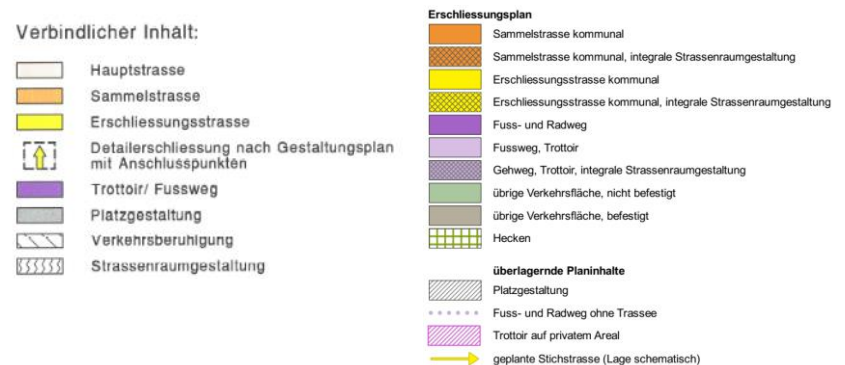 Verbindlicher Inhalt:
Hauptstrasse
Sammelstrasse
Erschliessungsstrasse
Detailerschliessung nach Gestaltungsplan
mit Anschlusspunkten
Trottoir/ Fussweg
Platzgestaltung
Verkehrsberuhigung
Strassenraumgestaltung
Erschliessungsplan
Sammelstrasse kommunal
Sammelstrasse kommunal, integrale Strassenraumgestaltung
Erschliessungsstrasse kommunal
Erschliessungsstrasse kommunal, integrale Strassenraumgestaltung
Fuss- und Radweg
Fussweg, Trottoir
Gehweg, Trottoir, integrale Strassenraumgestaltung
übrige Verkehrsfläche, nicht befestigt
übrige Verkehrsfläche, befestigt
Hecken
überlagernde Planinhalte
Platzgestaltung
Fuss- und Radweg ohne Trassee
Trottoir auf privatem Areal
geplante Stichstrasse (Lage schematisch)